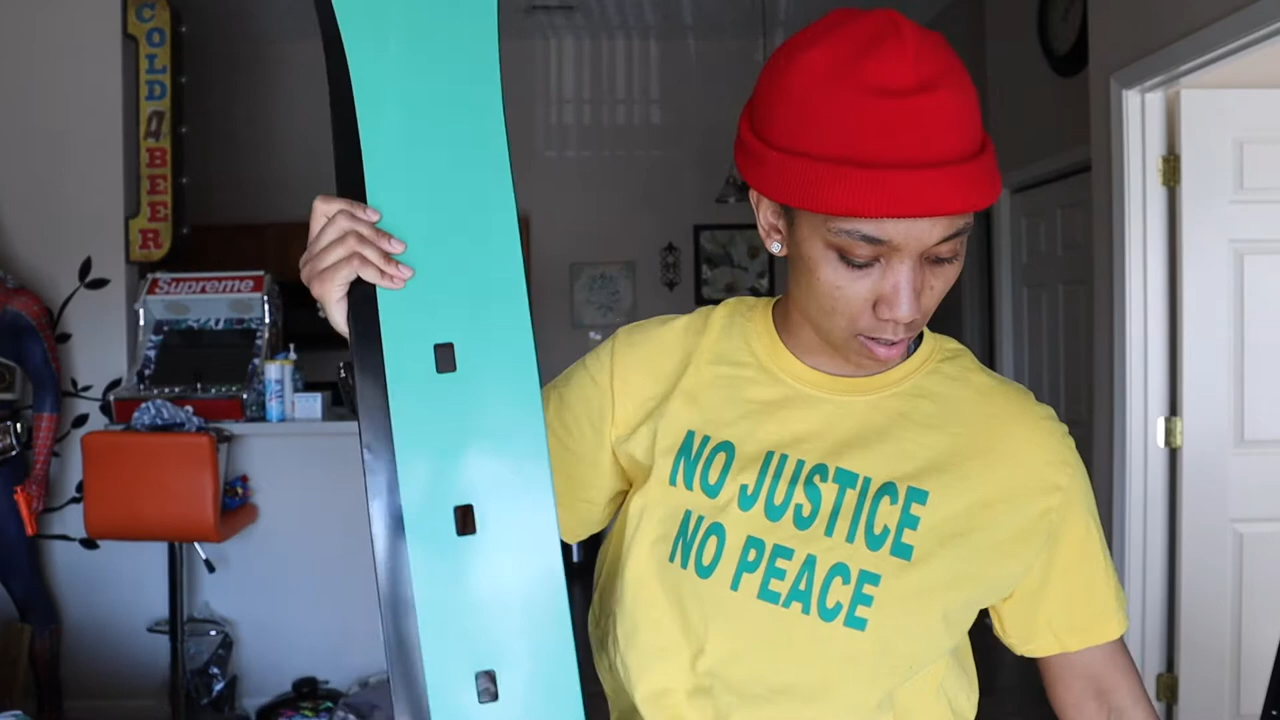 COLD
BEER
Supreme
NO JUSTICE
NO PEACE